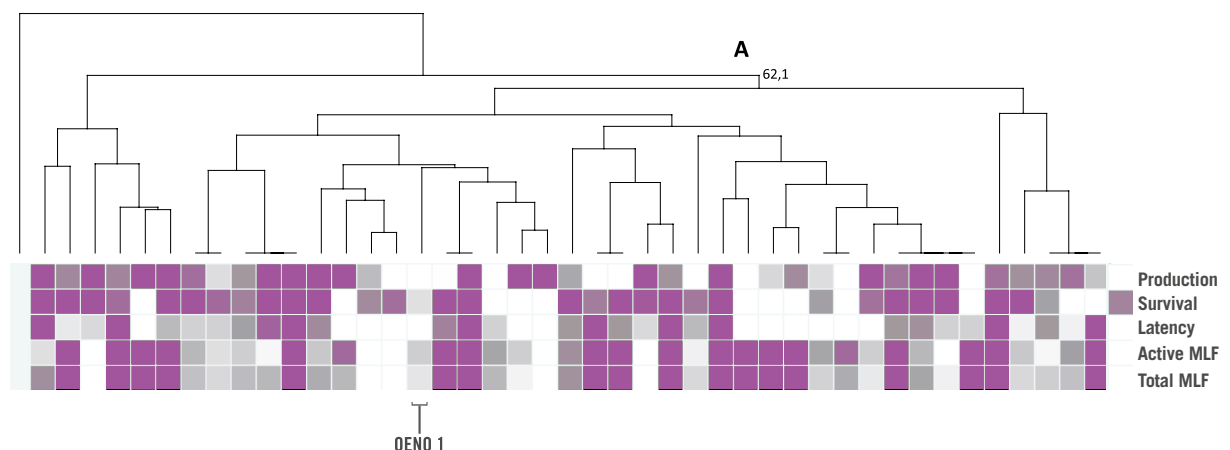 A
62,1
Production
Survival
Latency
Active MLF
Total MLF
OENO 1